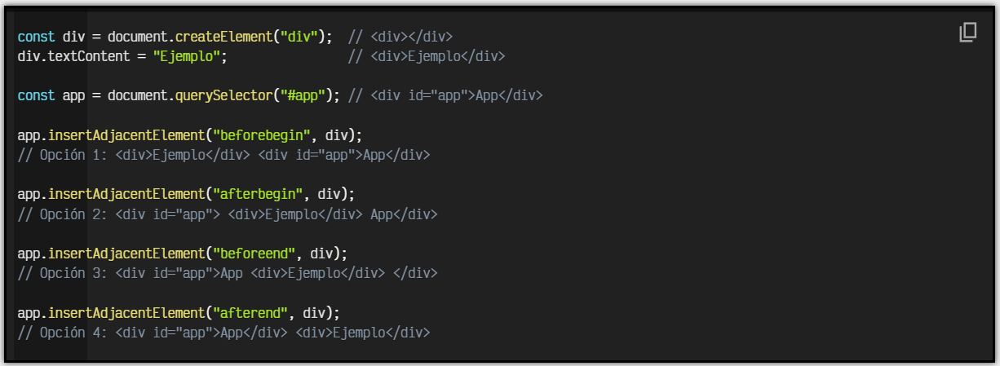 const div = document.createElement("div");  // <div></div>
div.textContent = "Ejemplo";                // <div>Ejemplo</div>
const app = document.querySelector("#app"); // <div id="app">App</div>
app.insertAdjacentElement("beforebegin", div);
// Opción 1: <div>Ejemplo</div> <div id="app">App</div>
app.insertAdjacentElement("afterbegin", div);
// Opción 2: <div id="app"> <div>Ejemplo</div> App</div>
app.insertAdjacentElement("beforeend", div);
// Opción 3: <div id="app">App <div>Ejemplo</div> </div>
app.insertAdjacentElement("afterend", div);
// Opción 4: <div id="app">App</div> <div>Ejemplo</div>